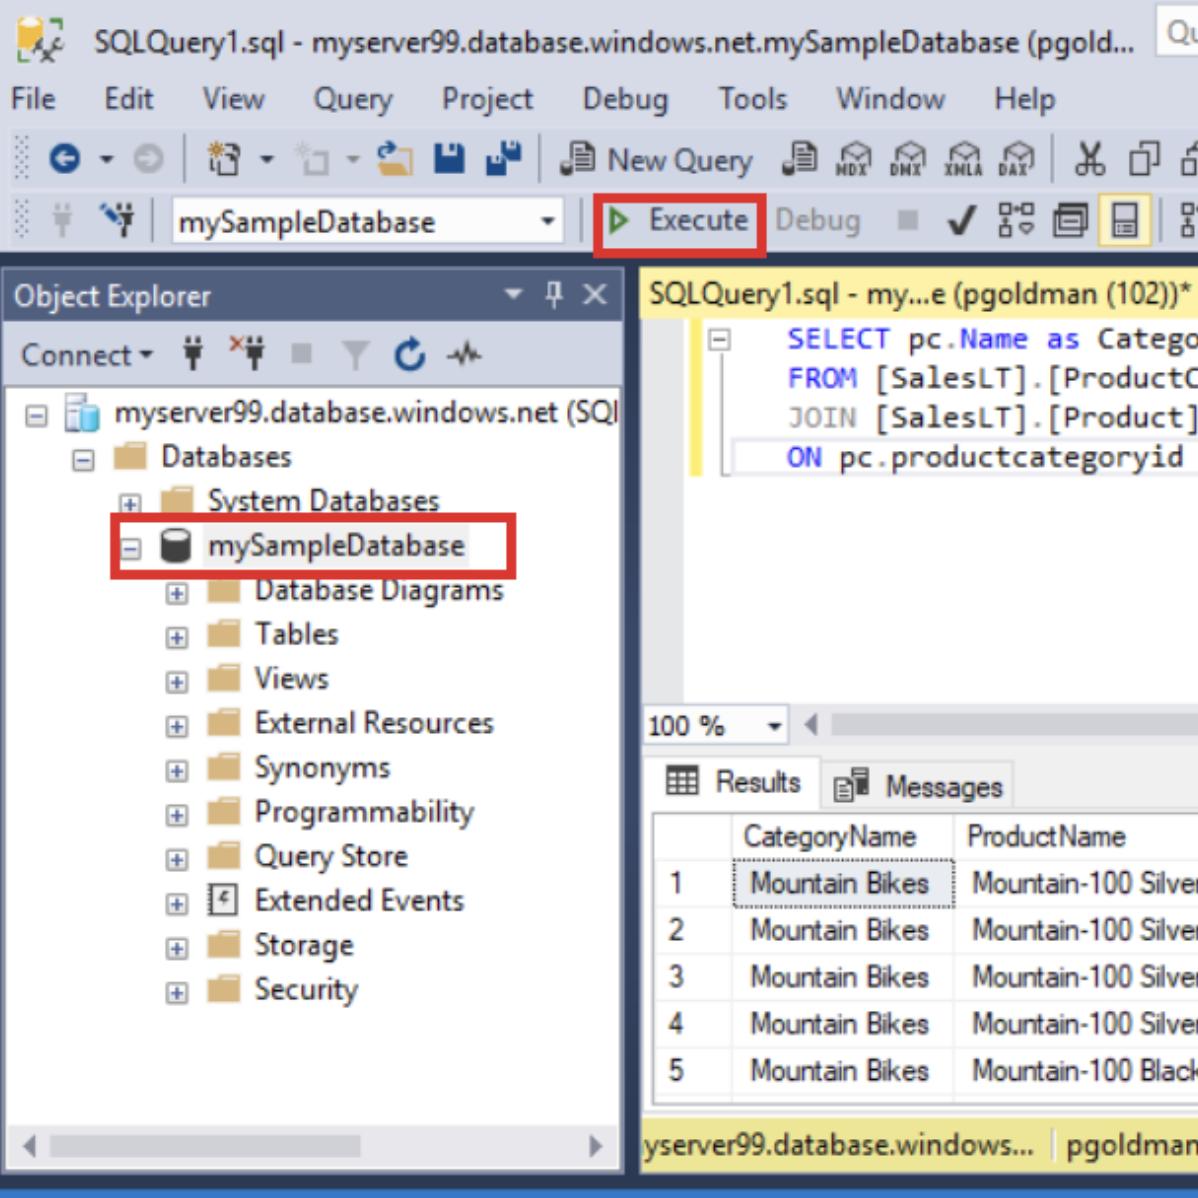 SQLQuery1.sql - myserver99.database.windows.net.mySampleDatabase (pgold...
File Edit View Query Project Debug Tools Window Help
New Query MDX DMX XMLA DAX
mySampleDatabase Execute Debug
Object Explorer
Connect
myserver99.database.windows.net (SQL
Databases
System Databases
mySampleDatabase
Database Diagrams
Tables
Views
External Resources
Synonyms
Programmability
Query Store
Extended Events
Storage
Security
SQLQuery1.sql - my...e (pgoldman (102))*
SELECT pc.Name as Catego
FROM [SalesLT].[ProductC
JOIN [SalesLT].[Product]
ON pc.productcategoryid
100 %
Results Messages
CategoryName ProductName
1 Mountain Bikes Mountain-100 Silver
2 Mountain Bikes Mountain-100 Silver
3 Mountain Bikes Mountain-100 Silver
4 Mountain Bikes Mountain-100 Silver
5 Mountain Bikes Mountain-100 Black
yserver99.database.windows... pgoldman